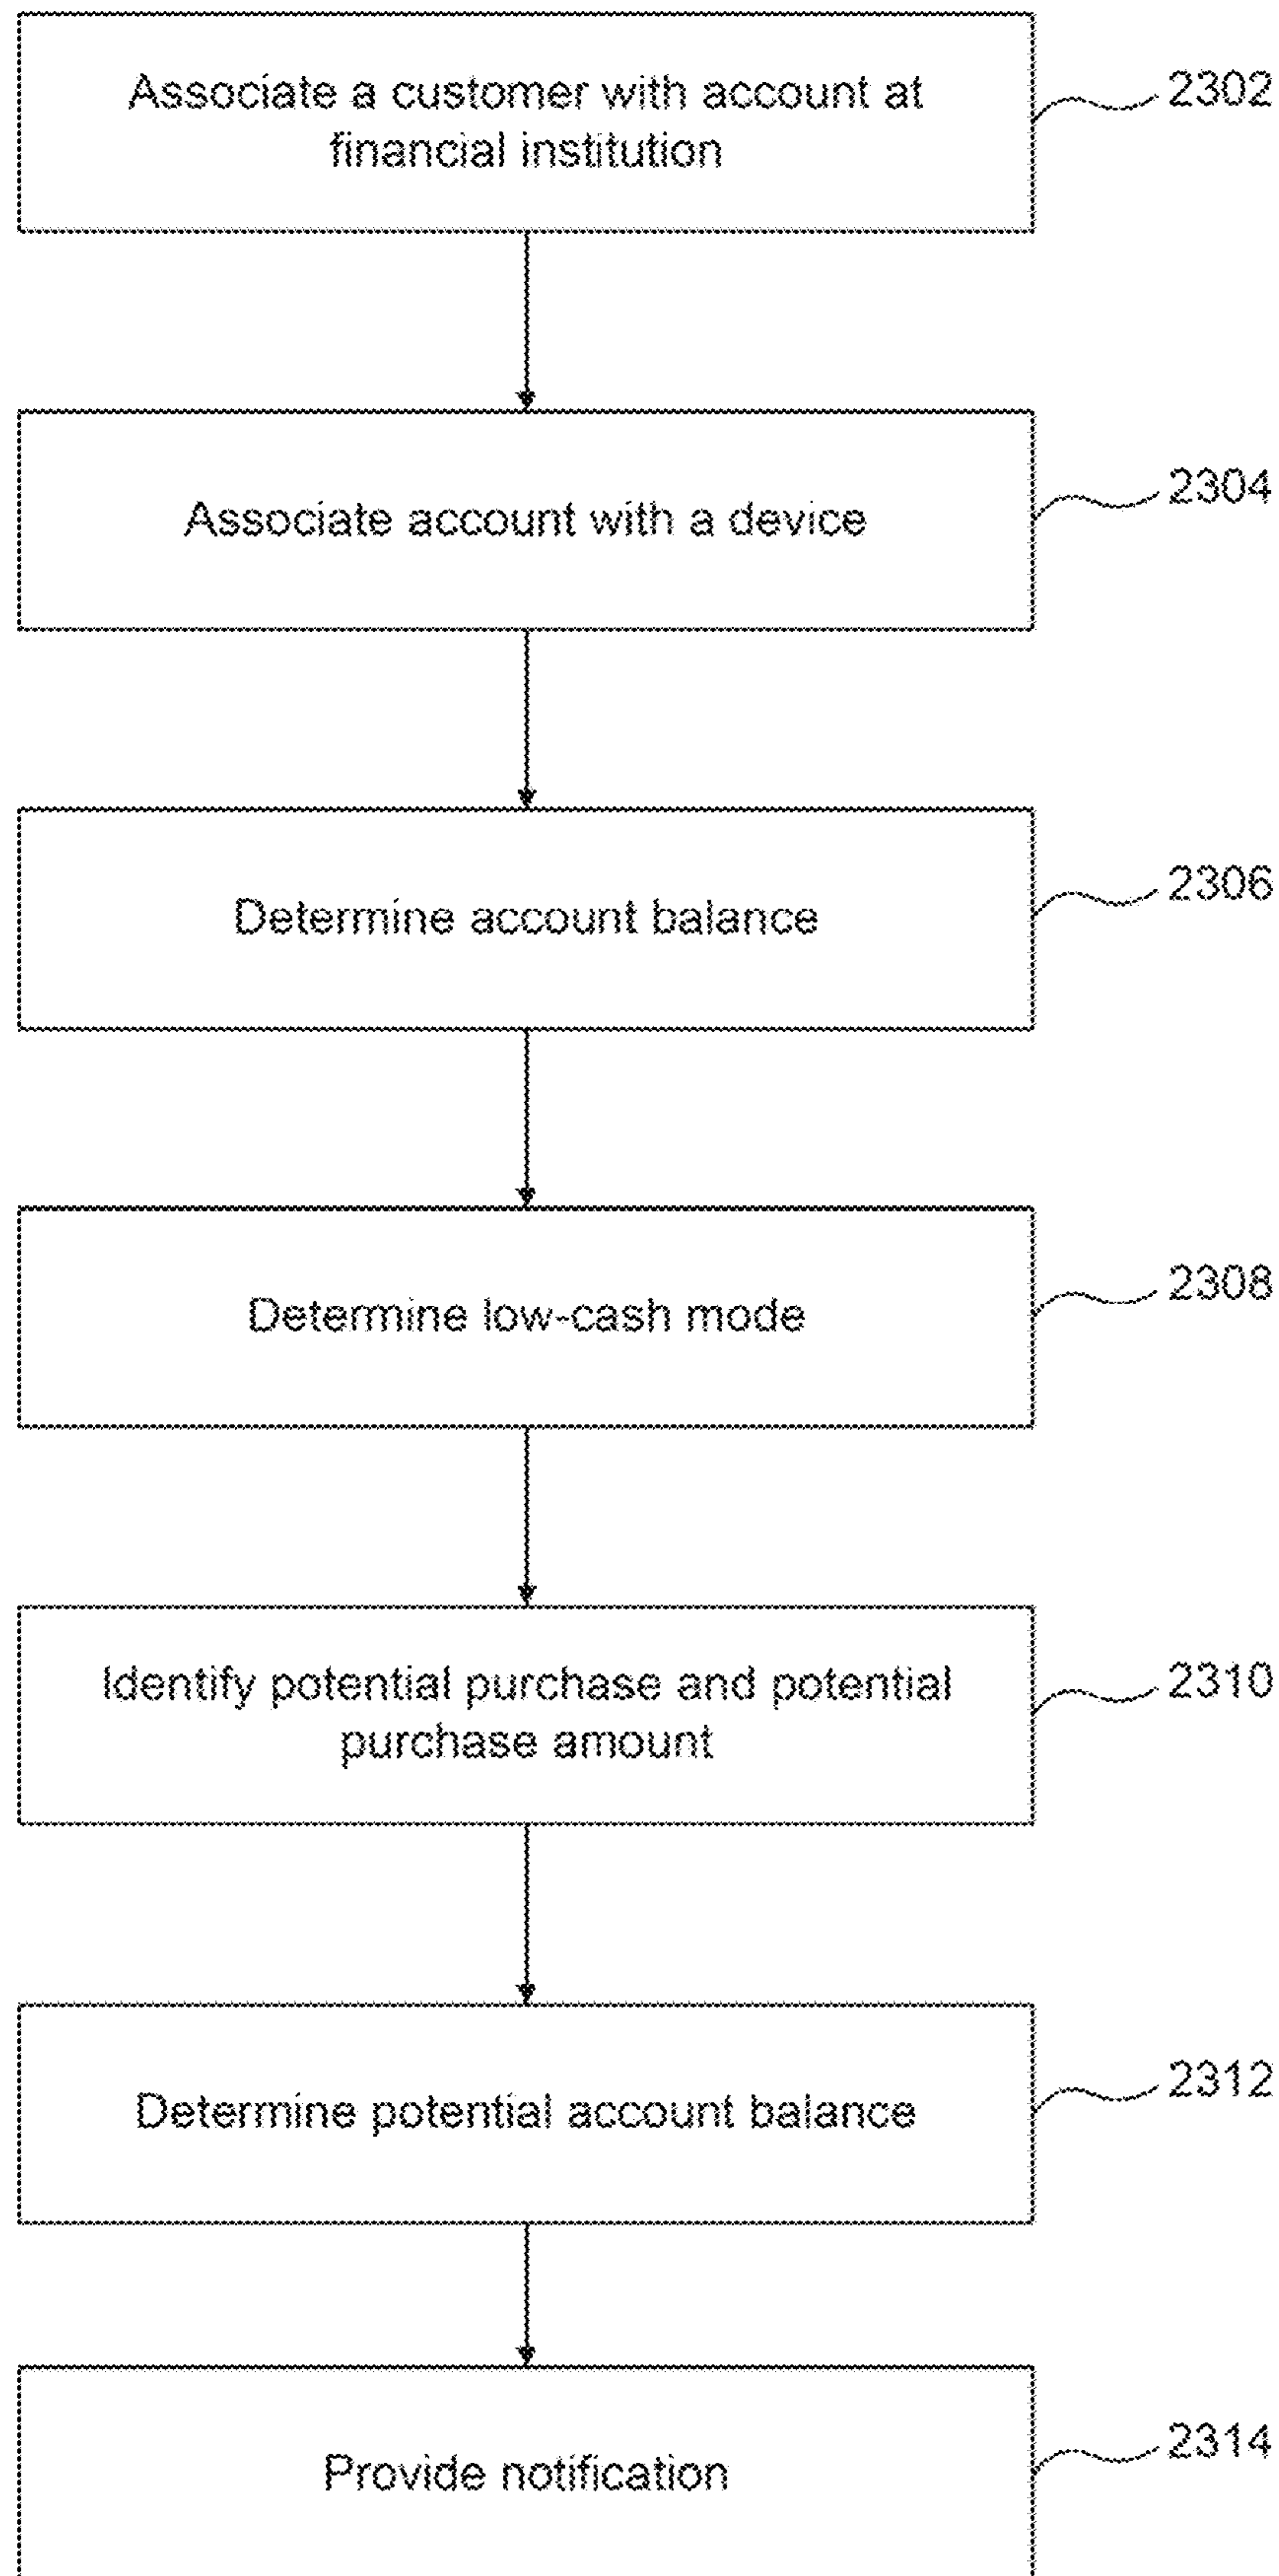 Associate a customer with account at
financial institution
2302
Associate account with a device
2304
Determine account balance
2306
Determine low-cash mode
2308
Identify potential purchase and potential
purchase amount
2310
Determine potential account balance
2312
Provide notification
2314